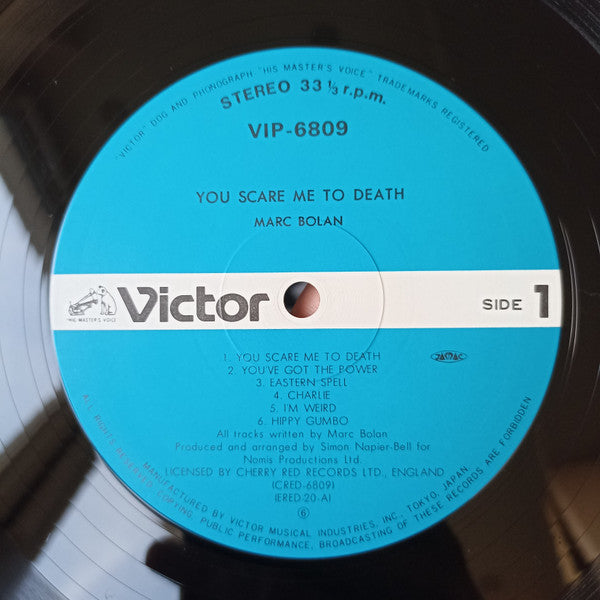 "VICTOR" DOG AND PHONOGRAPH "HIS MASTER'S VOICE" TRADEMARKS REGISTERED
STEREO 33 1/3 r.p.m.
VIP-6809
YOU SCARE ME TO DEATH
MARC BOLAN
"HIS MASTER'S VOICE"
Victor
SIDE 1
1. YOU SCARE ME TO DEATH
2. YOU'VE GOT THE POWER
3. EASTERN SPELL
4. CHARLIE
5. I'M WEIRD
6. HIPPY GUMBO
JASRAC
All tracks written by Marc Bolan
Produced and arranged by Simon Napier-Bell for
Nomis Productions Ltd.
LICENSED BY CHERRY RED RECORDS LTD., ENGLAND
(CRED-6809)
(ERED-20-A)
⑥
ALL RIGHTS RESERVED. COPYING, PUBLIC PERFORMANCE, BROADCASTING OF THESE RECORDS ARE FORBIDDEN
MANUFACTURED BY VICTOR MUSICAL INDUSTRIES, INC., TOKYO, JAPAN.